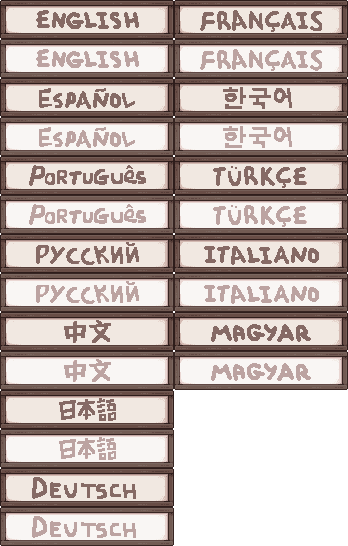 ENGLISH FRANÇAIS
ENGLISH FRANÇAIS
ESPAÑOL 한국어
ESPAÑOL 한국어
PORTUGUÊS TÜRKÇE
PORTUGUÊS TÜRKÇE
РУССКИЙ ITALIANO
РУССКИЙ ITALIANO
中文 MAGYAR
中文 MAGYAR
日本語
日本語
DEUTSCH
DEUTSCH